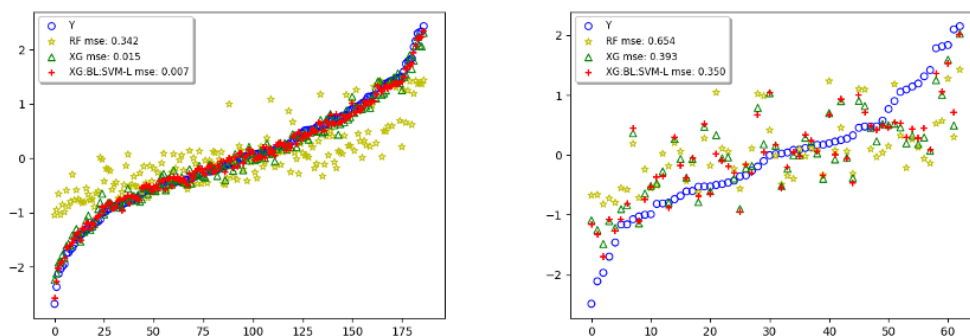 Y
RF mse: 0.342
XG mse: 0.015
XG:BL:SVM-L mse: 0.007
2
1
0
−1
−2
0 25 50 75 100 125 150 175
Y
RF mse: 0.654
XG mse: 0.393
XG:BL:SVM-L mse: 0.350
2
1
0
−1
−2
0 10 20 30 40 50 60